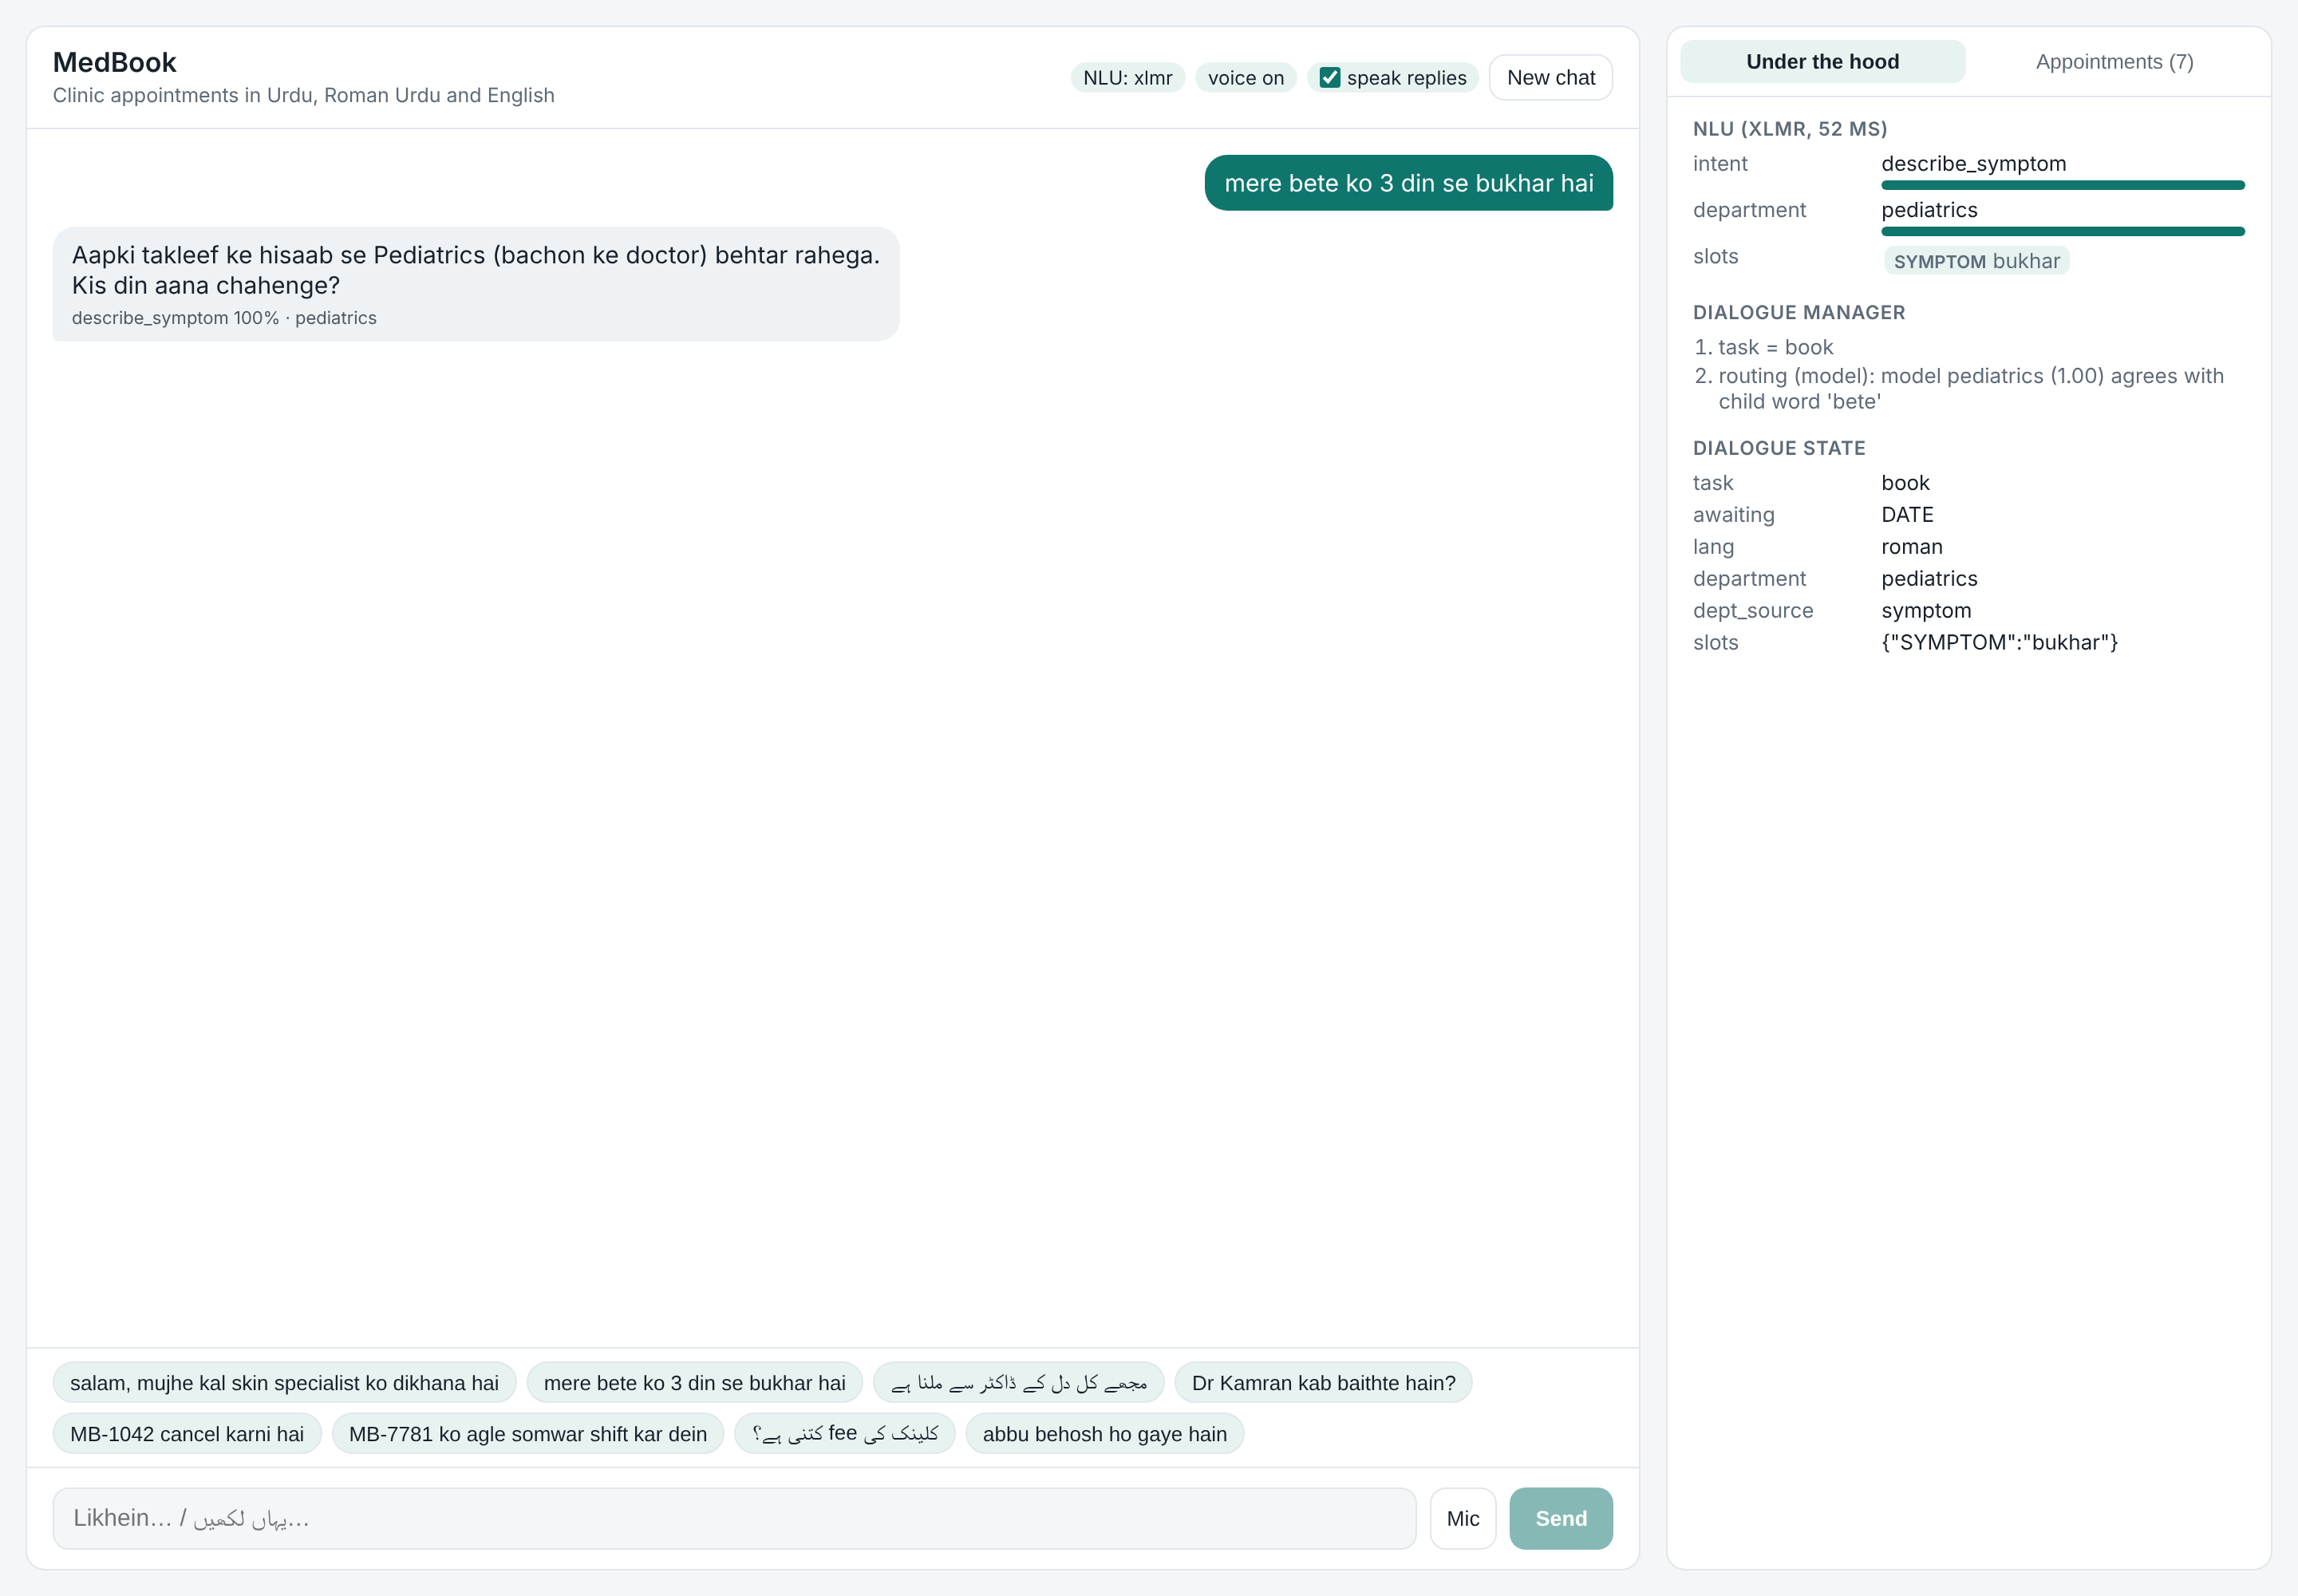 MedBook
Clinic appointments in Urdu, Roman Urdu and English
NLU: xlmr
voice on
speak replies
New chat
mere bete ko 3 din se bukhar hai
Aapki takleef ke hisaab se Pediatrics (bachon ke doctor) behtar rahega.
Kis din aana chahenge?
describe_symptom 100% · pediatrics
salam, mujhe kal skin specialist ko dikhana hai
mere bete ko 3 din se bukhar hai
مجھے کل دل کے ڈاکٹر سے ملنا ہے
Dr Kamran kab baithte hain?
MB-1042 cancel karni hai
MB-7781 ko agle somwar shift kar dein
کلینک کی fee کتنی ہے؟
abbu behosh ho gaye hain
Likhein… / یہاں لکھیں…
Mic
Send
Under the hood
Appointments (7)
NLU (XLMR, 52 MS)
intent describe_symptom
department pediatrics
slots SYMPTOM bukhar
DIALOGUE MANAGER
1. task = book
2. routing (model): model pediatrics (1.00) agrees with
child word 'bete'
DIALOGUE STATE
task book
awaiting DATE
lang roman
department pediatrics
dept_source symptom
slots {"SYMPTOM":"bukhar"}